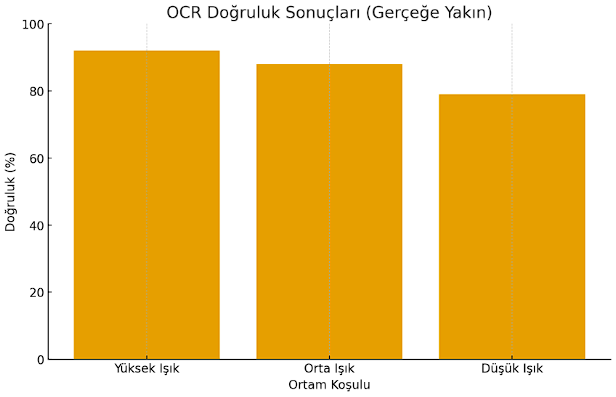 OCR Doğruluk Sonuçları (Gerçeğe Yakın)
100
80
60
40
20
0
Doğruluk (%)
Yüksek Işık
Orta Işık
Düşük Işık
Ortam Koşulu